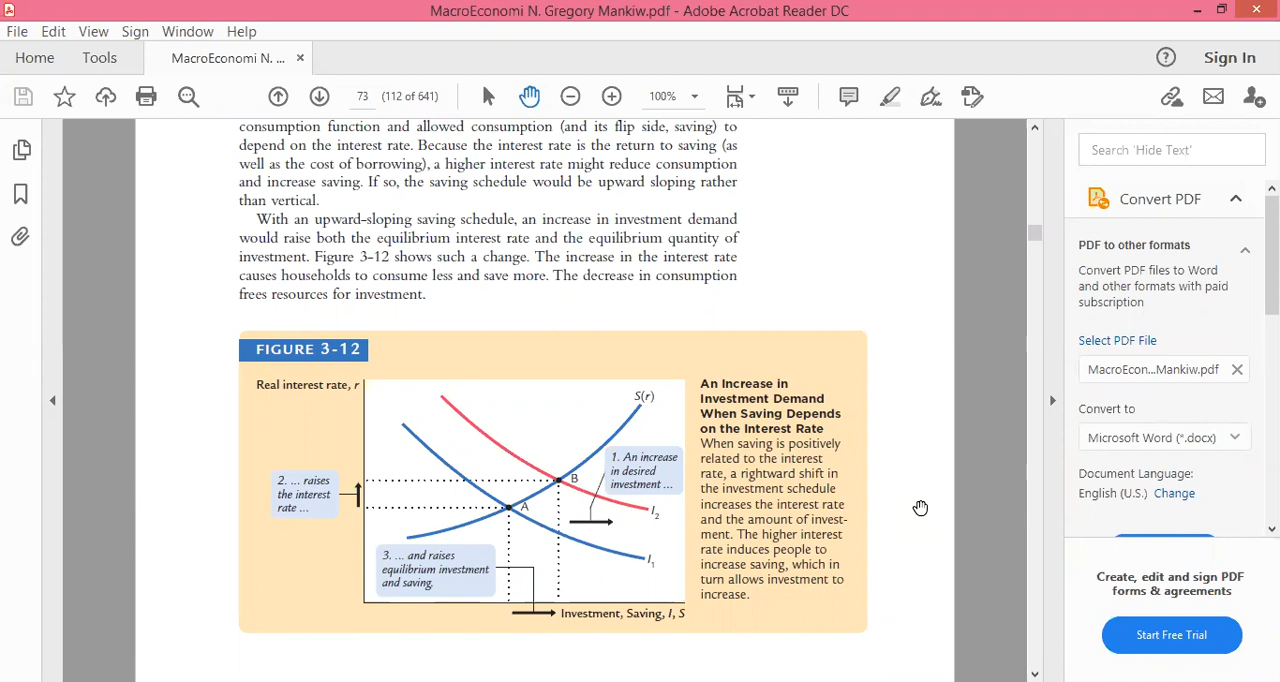 MacroEconomi N. Gregory Mankiw.pdf - Adobe Acrobat Reader DC
File Edit View Sign Window Help
Home Tools MacroEconomi N. ... × ? Sign In
73 (112 of 641) 100%
consumption function and allowed consumption (and its flip side, saving) to
depend on the interest rate. Because the interest rate is the return to saving (as
well as the cost of borrowing), a higher interest rate might reduce consumption
and increase saving. If so, the saving schedule would be upward sloping rather
than vertical.
With an upward-sloping saving schedule, an increase in investment demand
would raise both the equilibrium interest rate and the equilibrium quantity of
investment. Figure 3-12 shows such a change. The increase in the interest rate
causes households to consume less and save more. The decrease in consumption
frees resources for investment.
FIGURE 3-12
Real interest rate, r
S(r)
1. An increase
in desired
investment ...
B
2. ... raises
the interest
rate ...
A
I₂
I₁
3. ... and raises
equilibrium investment
and saving.
Investment, Saving, I, S
An Increase in
Investment Demand
When Saving Depends
on the Interest Rate
When saving is positively
related to the interest
rate, a rightward shift in
the investment schedule
increases the interest rate
and the amount of invest-
ment. The higher interest
rate induces people to
increase saving, which in
turn allows investment to
increase.
Search 'Hide Text'
Convert PDF
PDF to other formats
Convert PDF files to Word
and other formats with paid
subscription
Select PDF File
MacroEcon...Mankiw.pdf
Convert to
Microsoft Word (*.docx)
Document Language:
English (U.S.) Change
Create, edit and sign PDF
forms & agreements
Start Free Trial